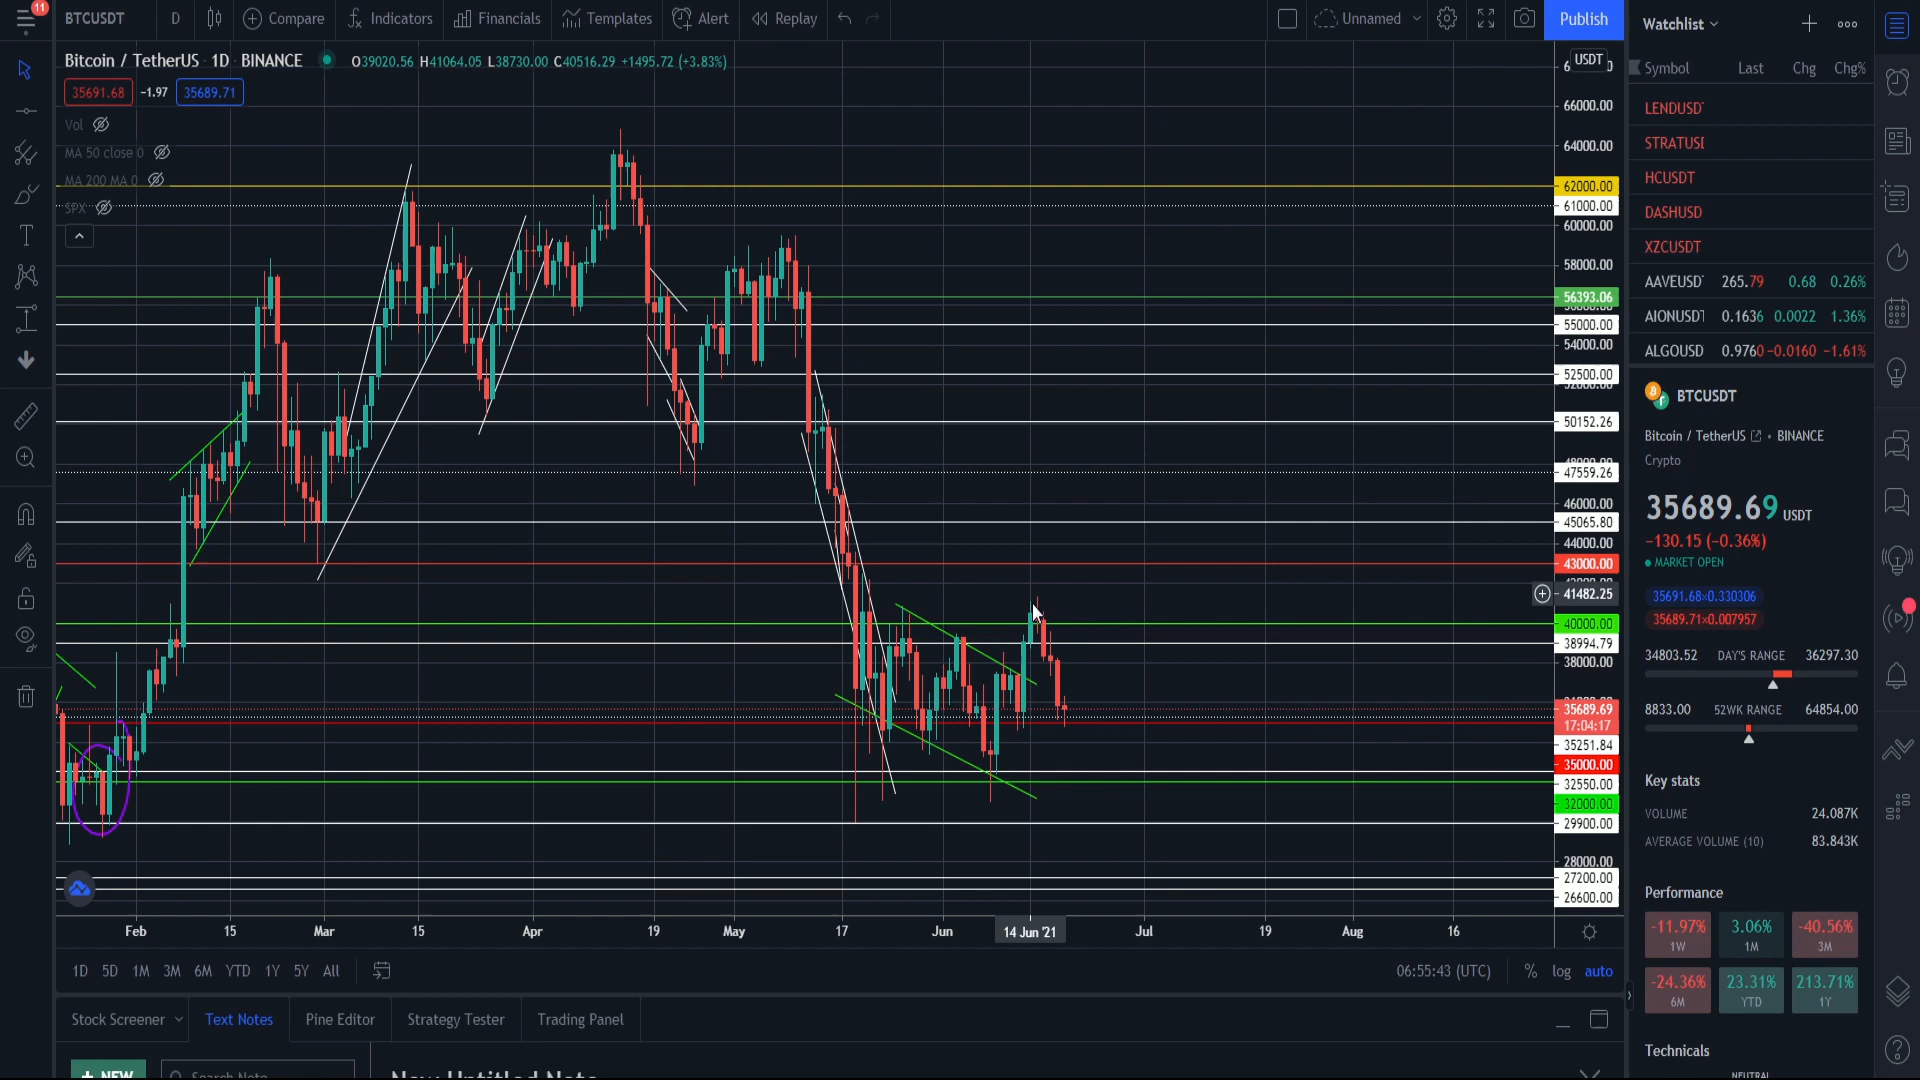 11
BTCUSDT D Compare Indicators Financials Templates Alert Replay Unnamed Publish
Bitcoin / TetherUS · 1D · BINANCE O39020.56 H41064.05 L38730.00 C40516.29 +1495.72 (+3.83%)
35691.68 -1.97 35689.71
Vol
MA 50 close 0
MA 200 MA 0
SPX
USDT
66000.00
64000.00
62000.00
61000.00
60000.00
58000.00
56393.06
55000.00
54000.00
52500.00
50152.26
47559.26
46000.00
45065.80
44000.00
43000.00
41482.25
40000.00
38994.79
38000.00
35689.69
17:04:17
35251.84
35000.00
32550.00
32000.00
29900.00
28000.00
27200.00
26600.00
Feb 15 Mar 15 Apr 19 May 17 Jun 14 Jun '21 Jul 19 Aug 16
1D 5D 1M 3M 6M YTD 1Y 5Y All 06:55:43 (UTC) % log auto
Stock Screener Text Notes Pine Editor Strategy Tester Trading Panel
+ NEW Search Note New Untitled Note
Watchlist
Symbol Last Chg Chg%
LENDUSD
STRATUSI
HCUSDT
DASHUSD
XZCUSDT
AAVEUSD 265.79 0.68 0.26%
AIONUSDT 0.1636 0.0022 1.36%
ALGOUSD 0.9760 -0.0160 -1.61%
BTCUSDT
Bitcoin / TetherUS • BINANCE
Crypto
35689.69 USDT
-130.15 (-0.36%)
MARKET OPEN
35691.68×0.330306
35689.71×0.007957
34803.52 DAY'S RANGE 36297.30
8833.00 52WK RANGE 64854.00
Key stats
VOLUME 24.087K
AVERAGE VOLUME (10) 83.843K
Performance
-11.97% 3.06% -40.56%
1W 1M 3M
-24.36% 23.31% 213.71%
6M YTD 1Y
Technicals
NEUTRAL